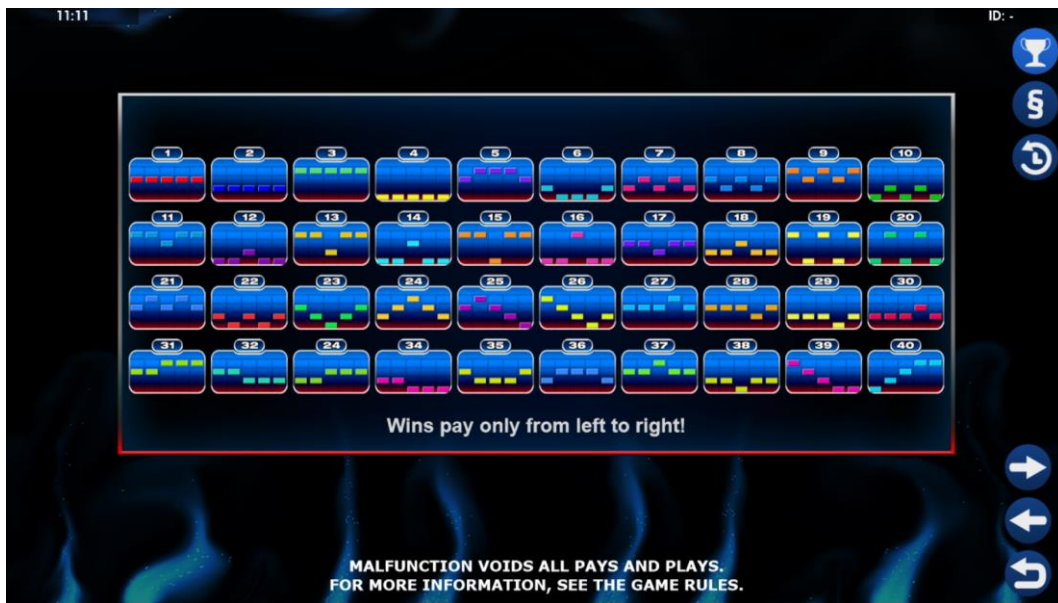 11:11
ID: -
§
1 2 3 4 5 6 7 8 9 10
11 12 13 14 15 16 17 18 19 20
21 22 23 24 25 26 27 28 29 30
31 32 24 34 35 36 37 38 39 40
Wins pay only from left to right!
MALFUNCTION VOIDS ALL PAYS AND PLAYS.
FOR MORE INFORMATION, SEE THE GAME RULES.